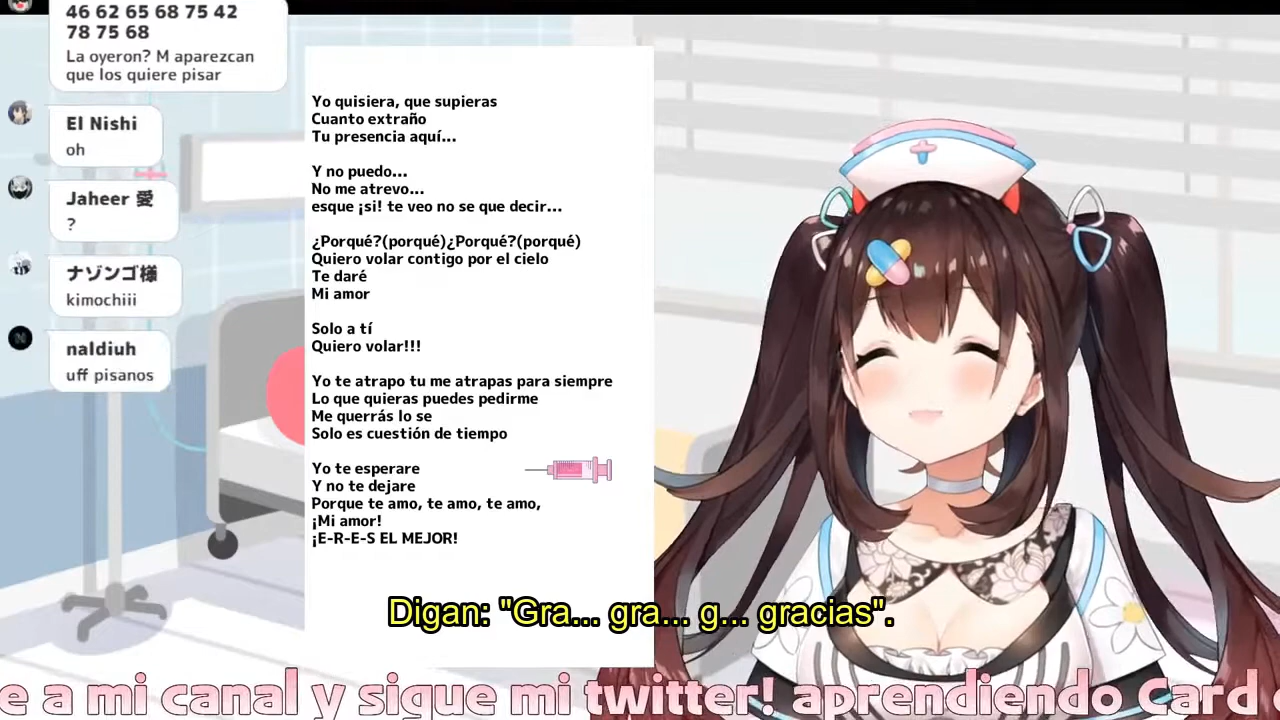 46 62 65 68 75 42
78 75 68
La oyeron? M aparezcan
que los quiere pisar
El Nishi
oh
Jaheer 愛
?
ナゾンゴ様
kimochiii
naldiuh
uff pisanos
Yo quisiera, que supieras
Cuanto extraño
Tu presencia aquí...
Y no puedo...
No me atrevo...
esque ¡si! te veo no se que decir...
¿Porqué?(porqué)¿Porqué?(porqué)
Quiero volar contigo por el cielo
Te daré
Mi amor
Solo a tí
Quiero volar!!!
Yo te atrapo tu me atrapas para siempre
Lo que quieras puedes pedirme
Me querrás lo se
Solo es cuestión de tiempo
Yo te esperare
Y no te dejare
Porque te amo, te amo, te amo,
¡Mi amor!
¡E-R-E-S EL MEJOR!
Digan: "Gra... gra... g... gracias".
e a mi canal y sigue mi twitter! aprendiendo Card